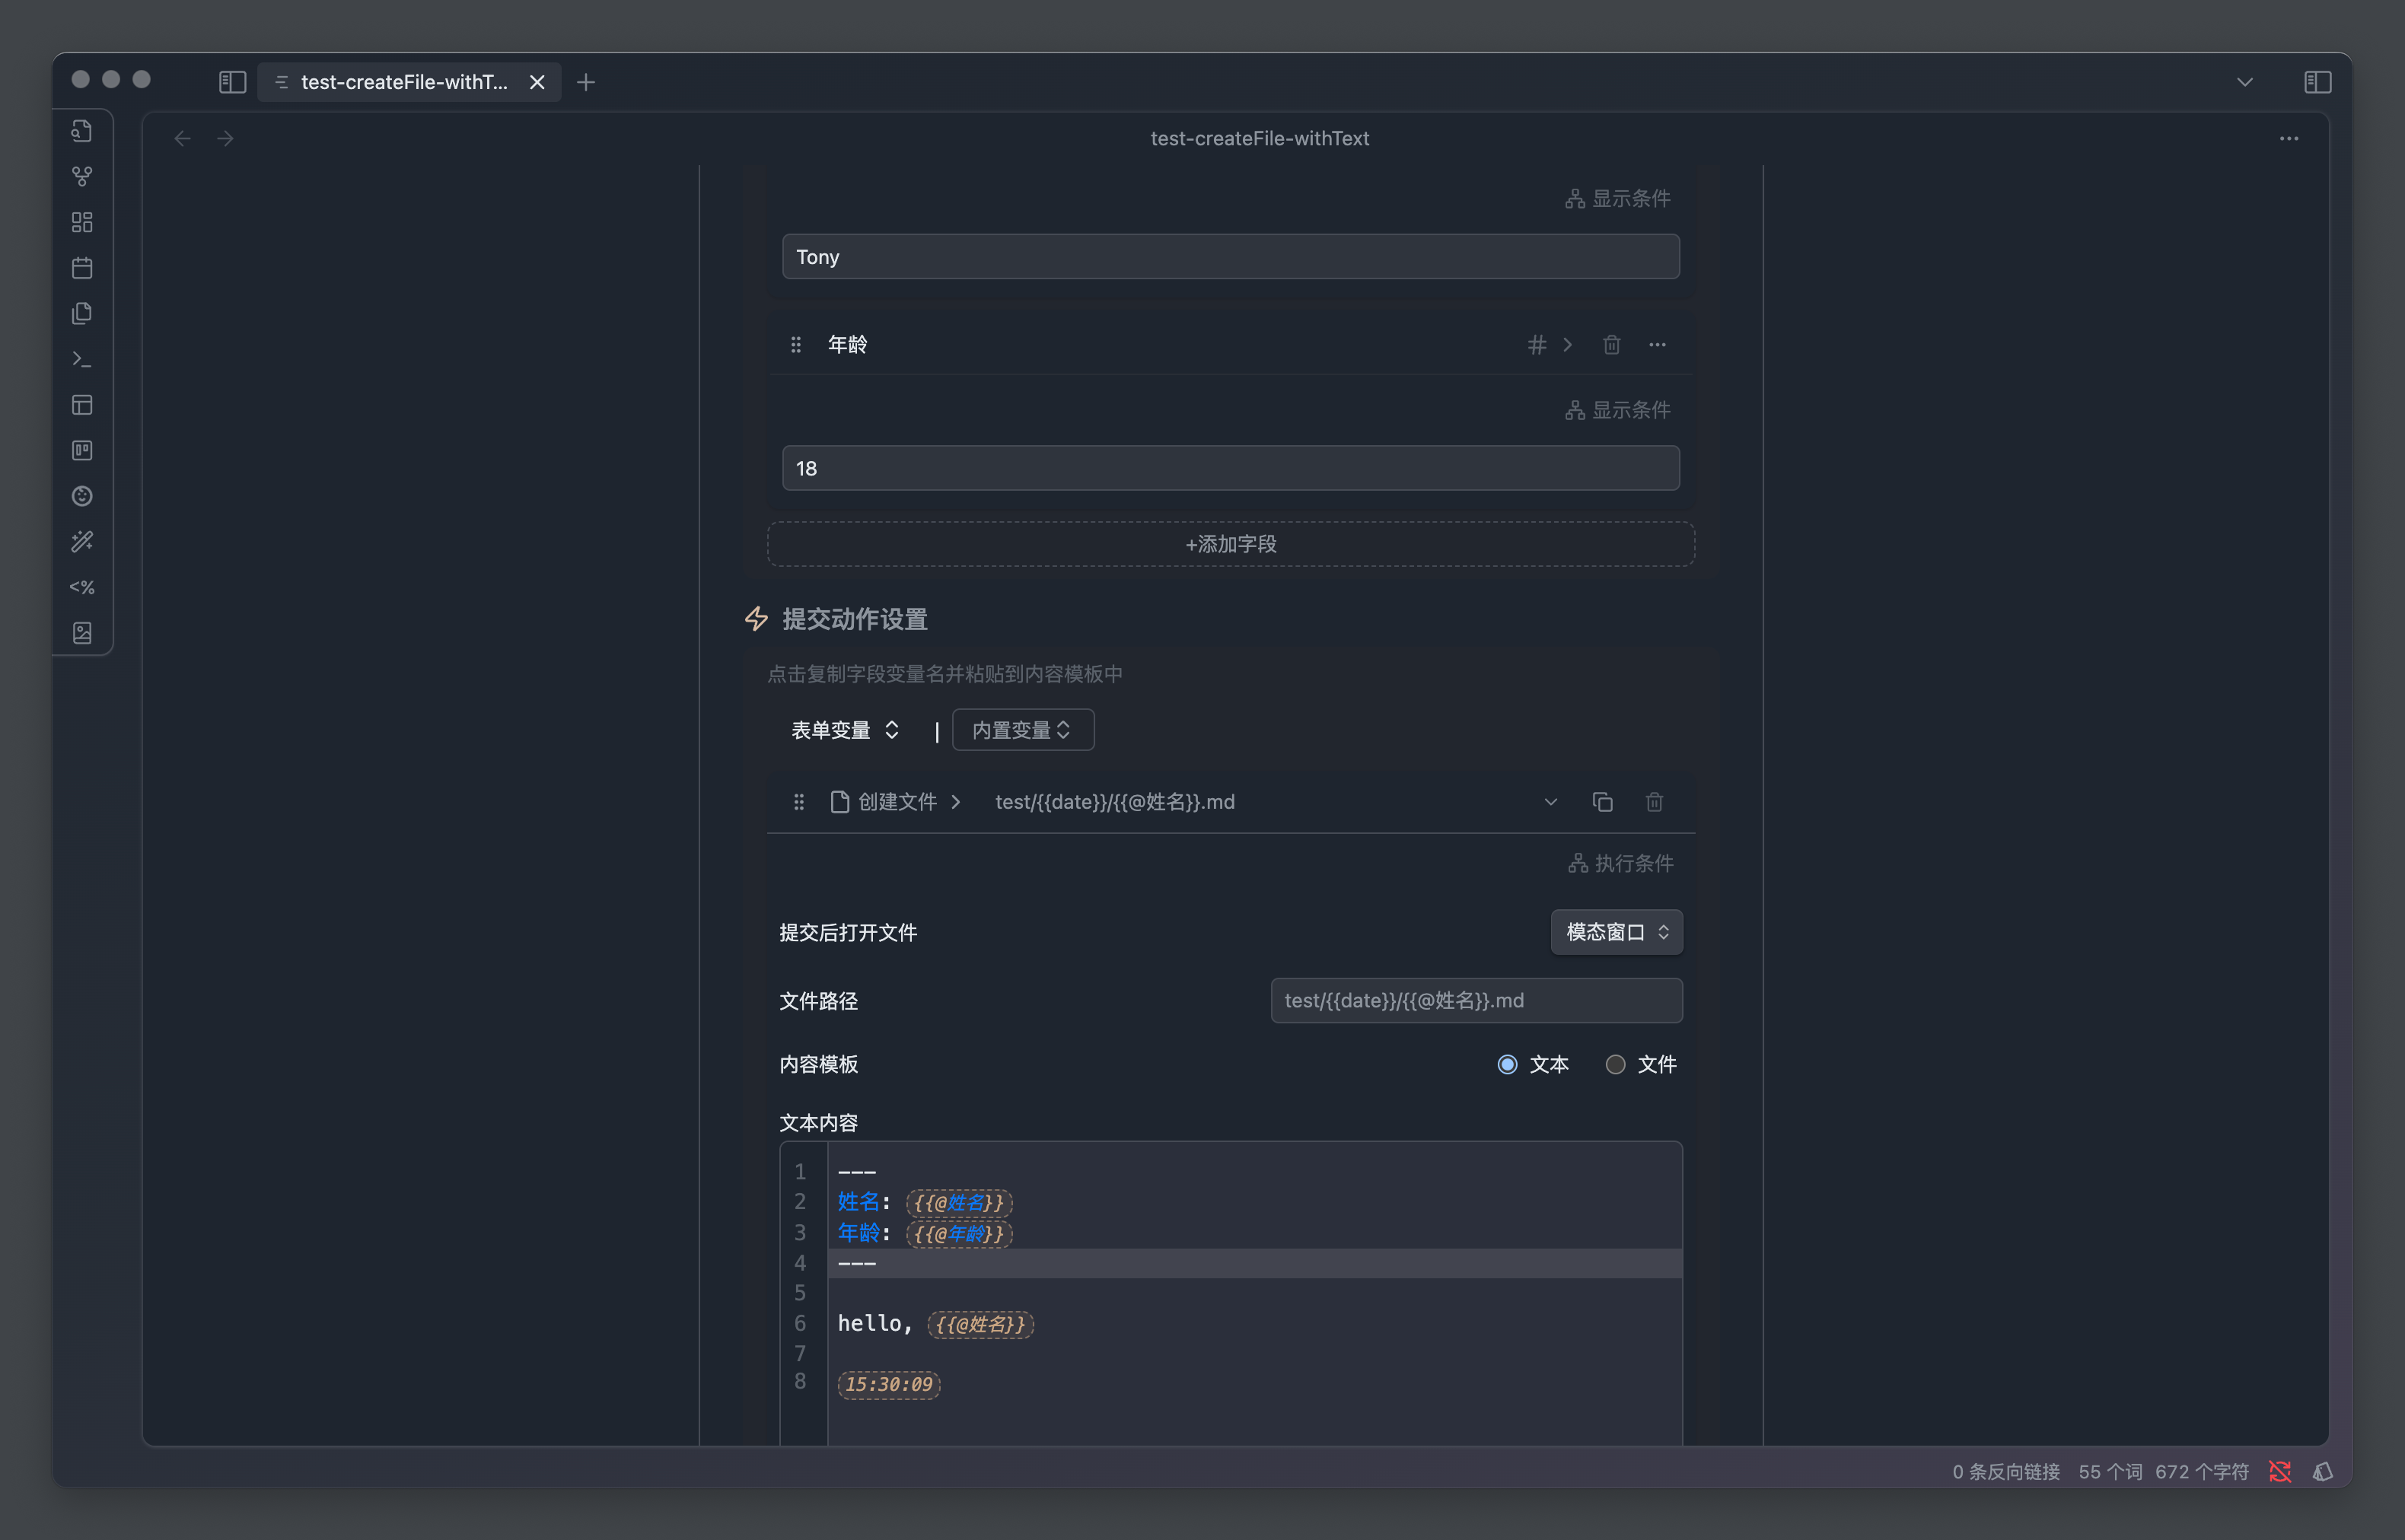 test-createFile-withT...
test-createFile-withText
显示条件
Tony
年龄
显示条件
18
+添加字段
提交动作设置
点击复制字段变量名并粘贴到内容模板中
表单变量 | 内置变量
创建文件 test/{{date}}/{{@姓名}}.md
执行条件
提交后打开文件 模态窗口
文件路径 test/{{date}}/{{@姓名}}.md
内容模板 文本 文件
文本内容
1 ---
2 姓名: {{@姓名}}
3 年龄: {{@年龄}}
4 ---
5
6 hello, {{@姓名}}
7
8 15:30:09
0 条反向链接 55 个词 672 个字符